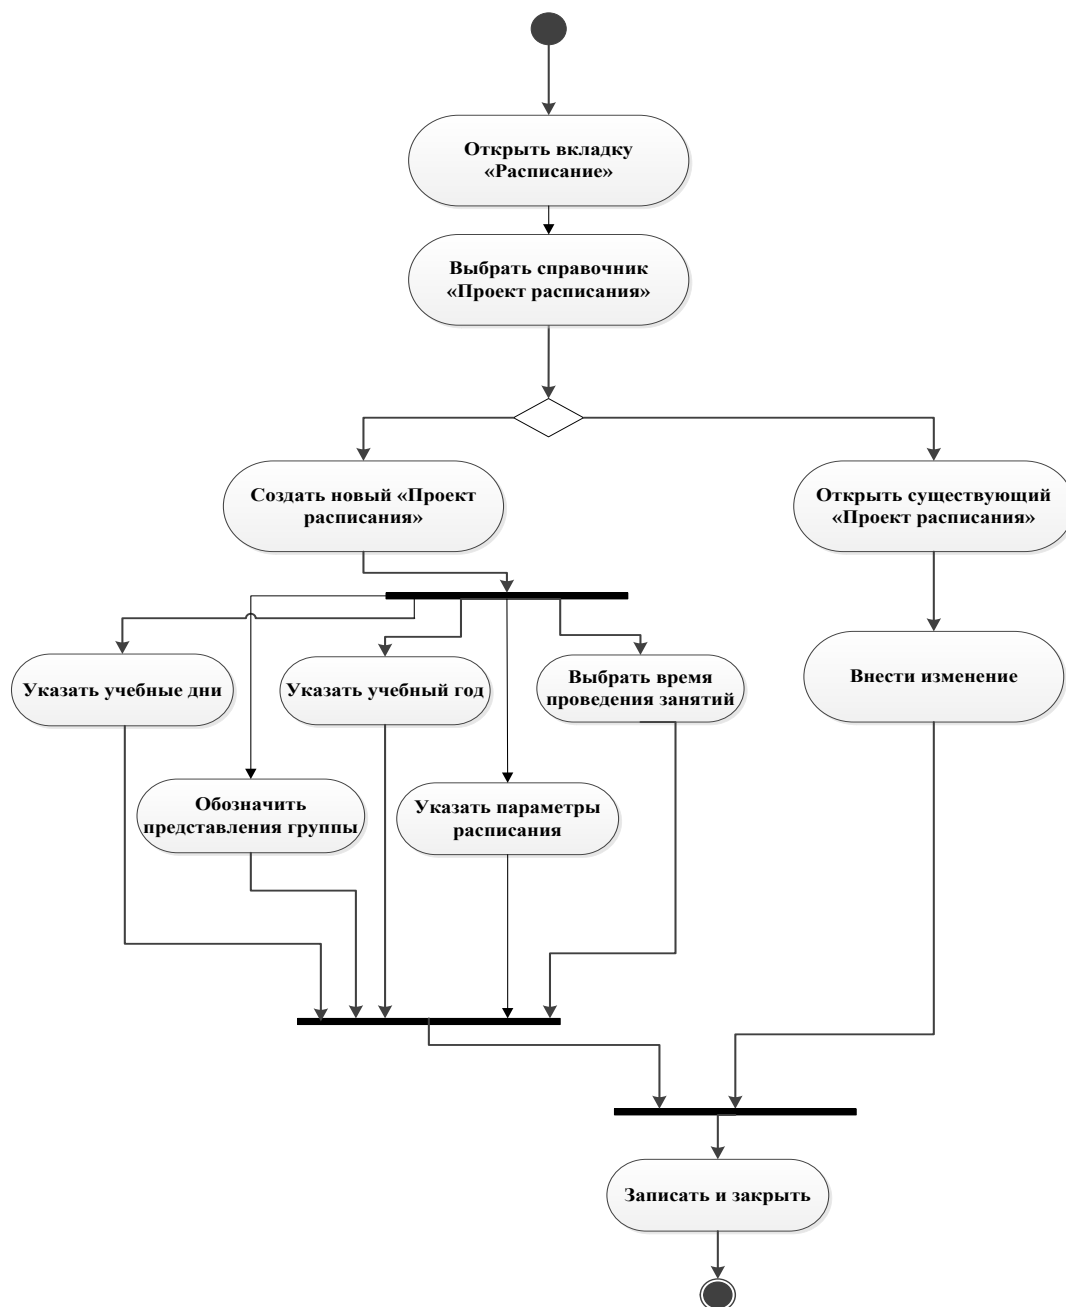 Открыть вкладку
«Расписание»
Выбрать справочник
«Проект расписания»
Создать новый «Проект
расписания»
Открыть существующий
«Проект расписания»
Указать учебные дни
Указать учебный год
Выбрать время
проведения занятий
Внести изменение
Обозначить
представления группы
Указать параметры
расписания
Записать и закрыть